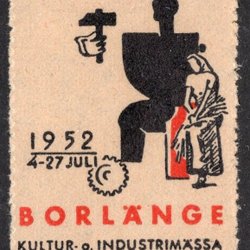 1952
4-27 JULI
BORLÄNGE
KULTUR- o. INDUSTRIMÄSSA